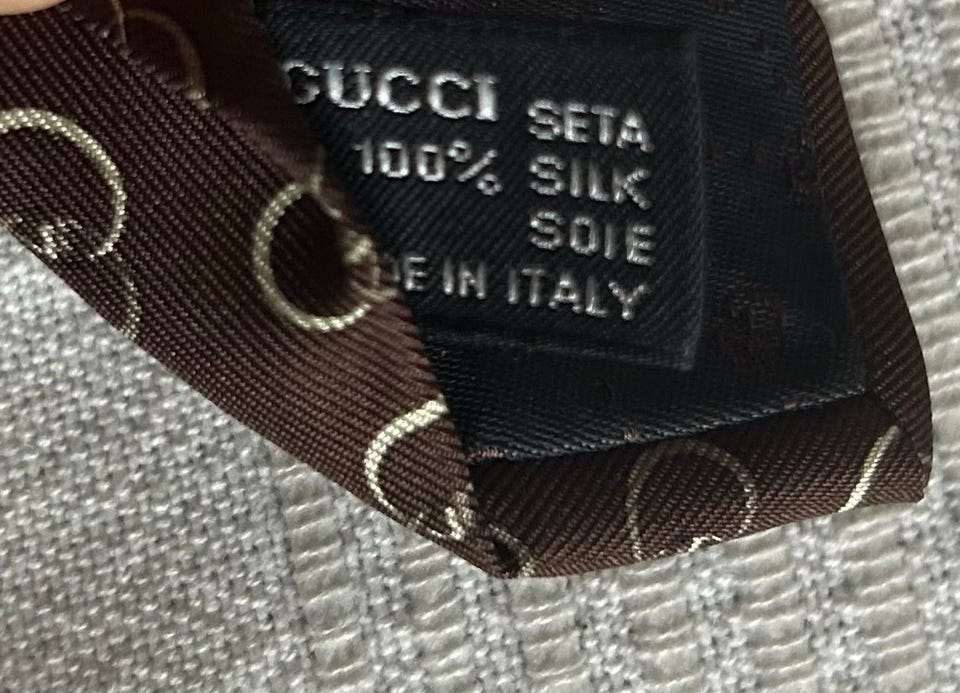 GUCCI SETA
100% SILK
SOIE
DE IN ITALY